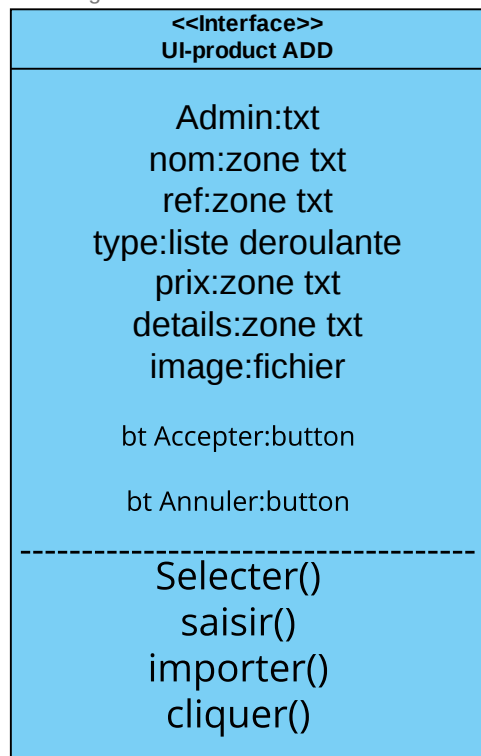 <<Interface>>
UI-product ADD
Admin:txt
nom:zone txt
ref:zone txt
type:liste deroulante
prix:zone txt
details:zone txt
image:fichier
bt Accepter:button
bt Annuler:button
Selecter()
saisir()
importer()
cliquer()